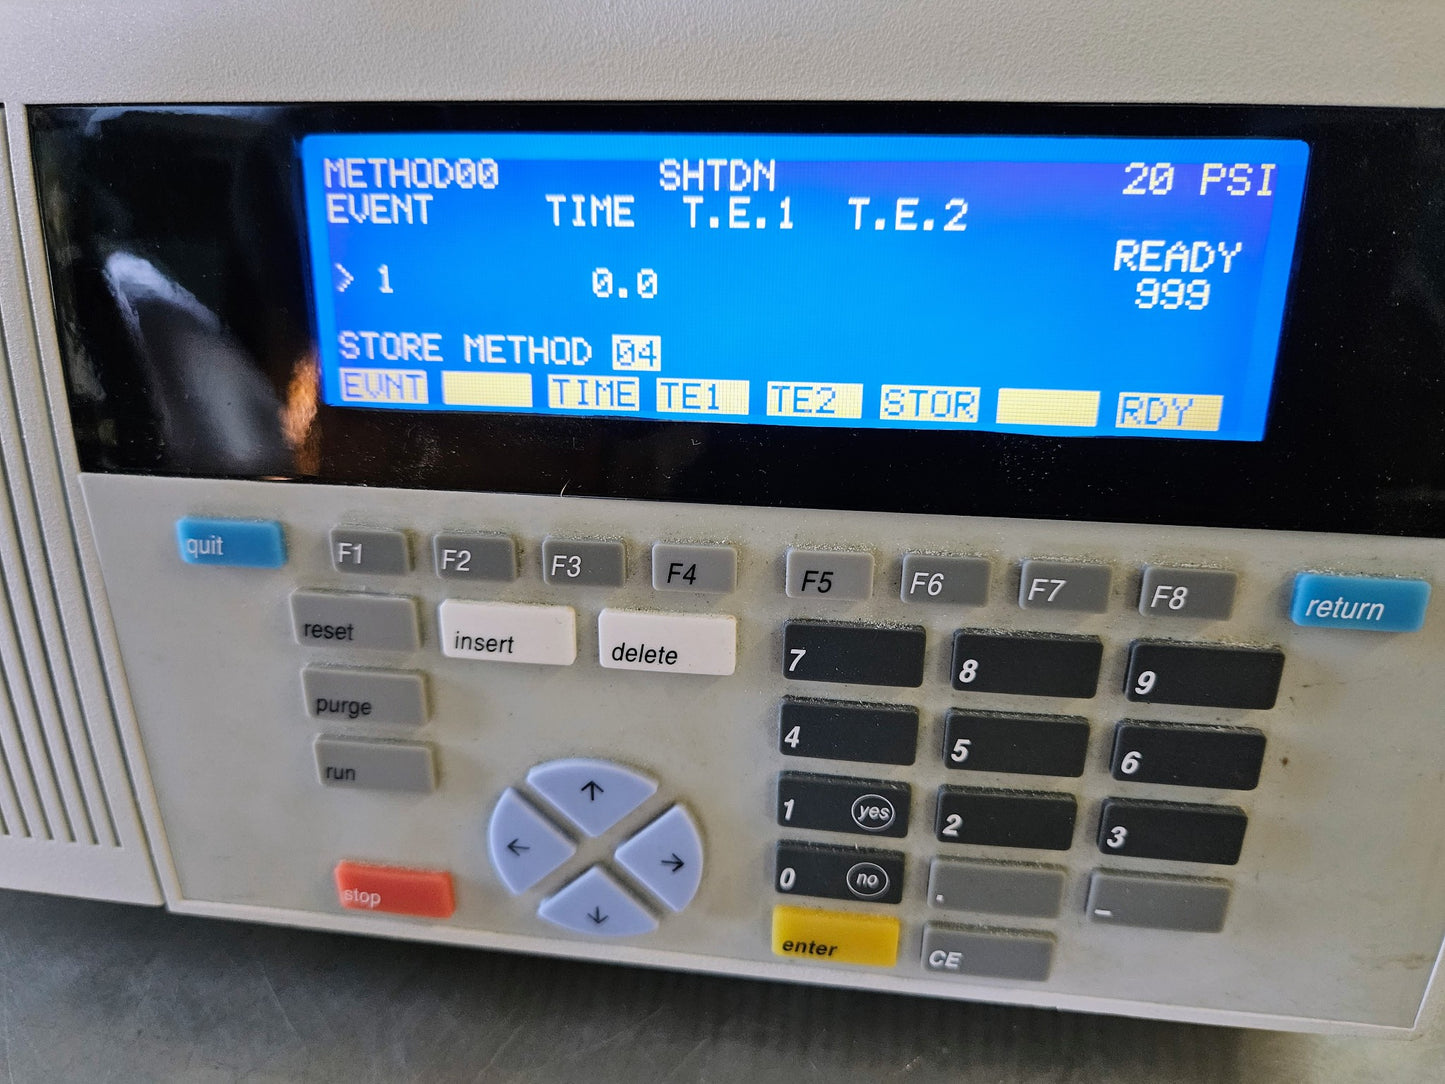 METHOD00 SHTDN 20 PSI
EVENT TIME T.E.1 T.E.2
READY
> 1 0.0 999
STORE METHOD 04
EVNT TIME TE1 TE2 STOR RDY
quit F1 F2 F3 F4 F5 F6 F7 F8 return
reset insert delete 7 8 9
purge 4 5 6
run 1 yes 2 3
← ↑ → ↓
stop 0 no . –
enter CE